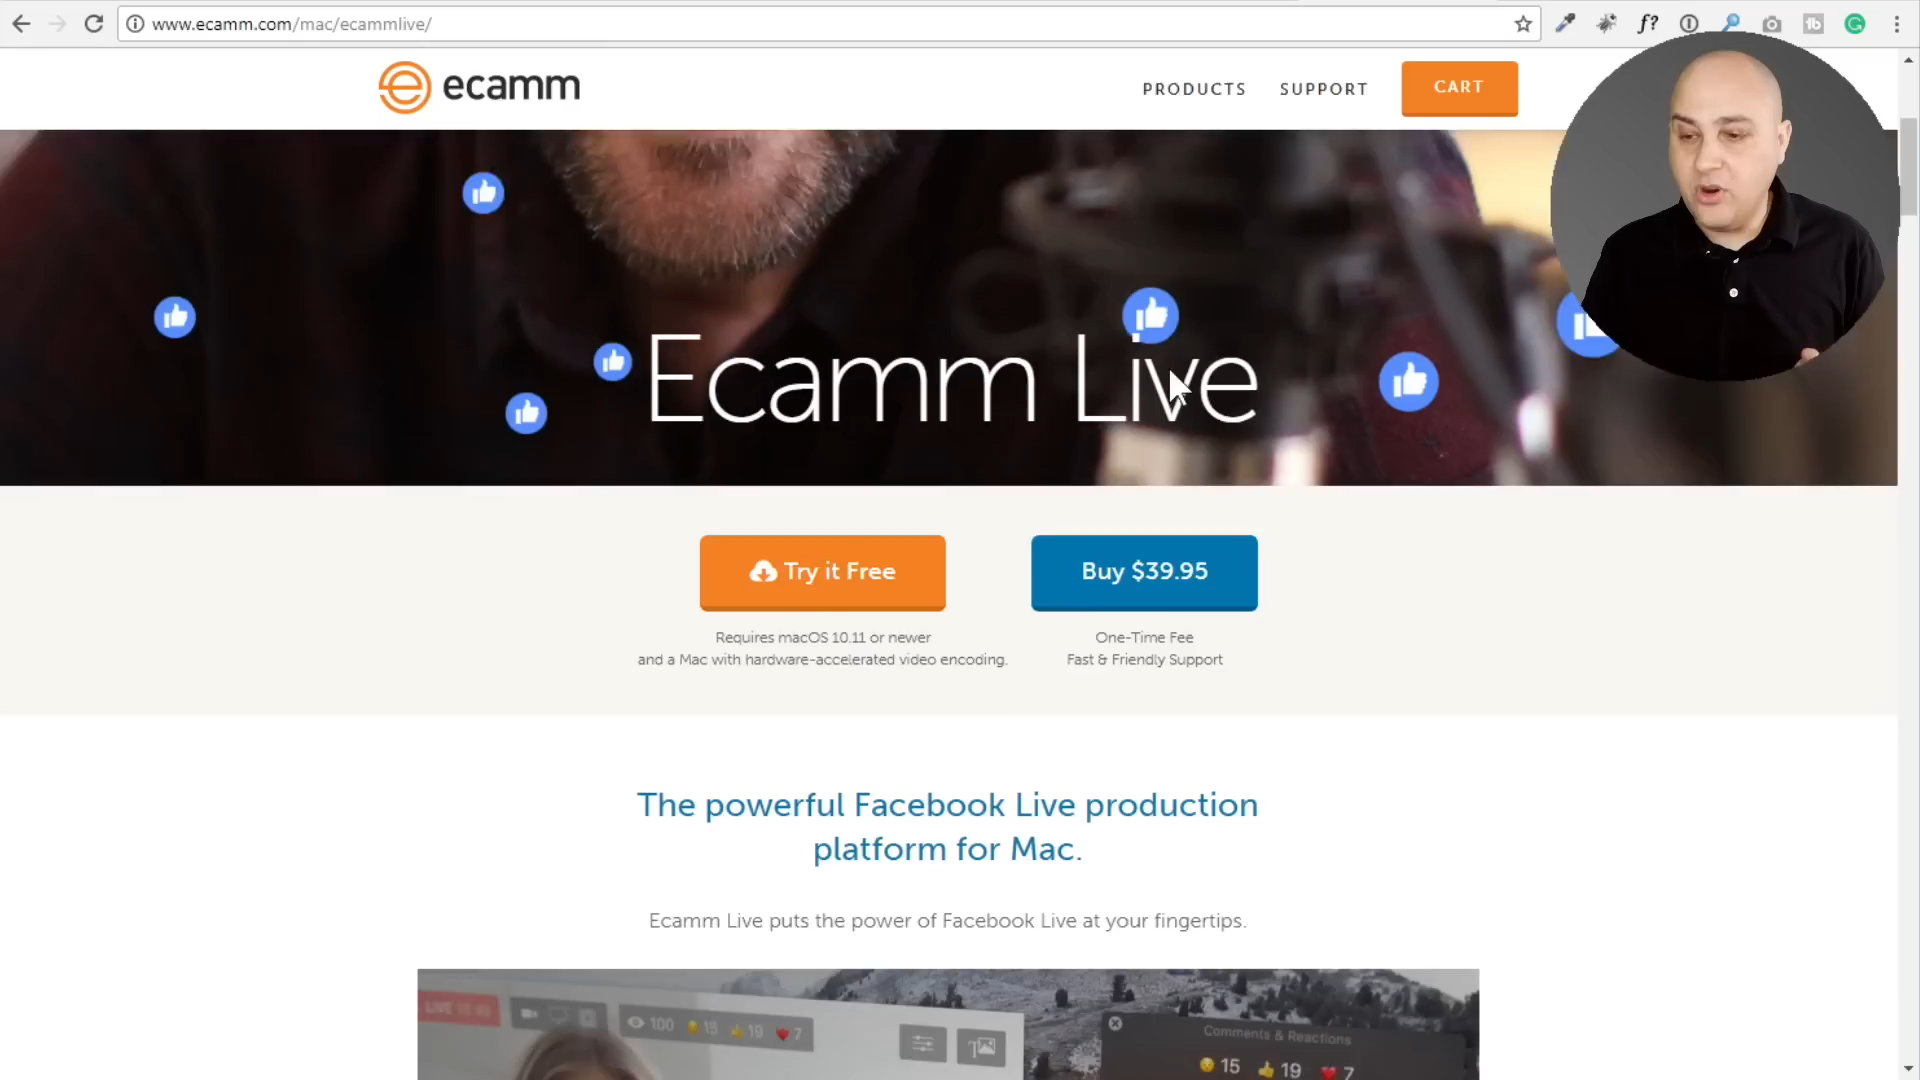 www.ecamm.com/mac/ecammlive/
f?
tb
G
ecamm
PRODUCTS
SUPPORT
CART
Ecamm Live
Try it Free
Buy $39.95
Requires macOS 10.11 or newer
and a Mac with hardware-accelerated video encoding.
One-Time Fee
Fast & Friendly Support
The powerful Facebook Live production
platform for Mac.
Ecamm Live puts the power of Facebook Live at your fingertips.
LIVE
100
15
19
7
T
Comments & Reactions
15
19
7